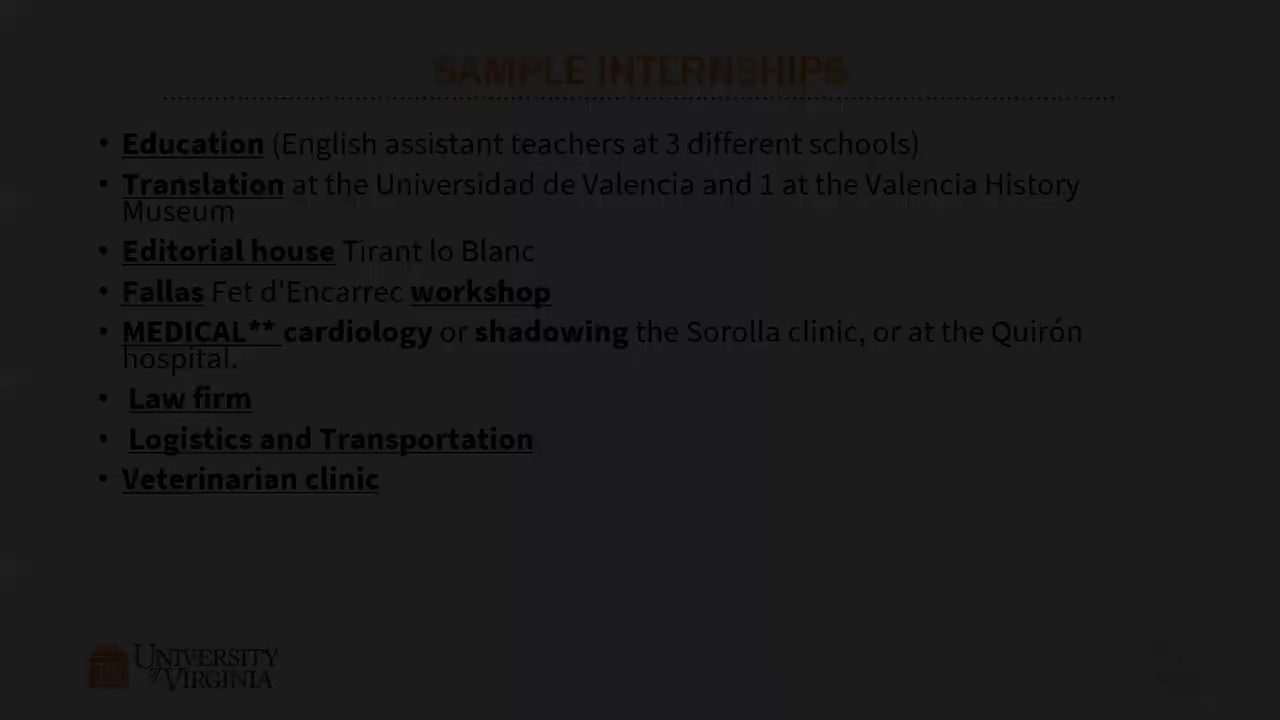 SAMPLE INTERNSHIPS
• Education (English assistant teachers at 3 different schools)
• Translation at the Universidad de Valencia and 1 at the Valencia History
Museum
• Editorial house Tirant lo Blanc
• Fallas Fet d'Encarrec workshop
• MEDICAL** cardiology or shadowing the Sorolla clinic, or at the Quirón
hospital.
• Law firm
• Logistics and Transportation
• Veterinarian clinic
UNIVERSITY
of VIRGINIA